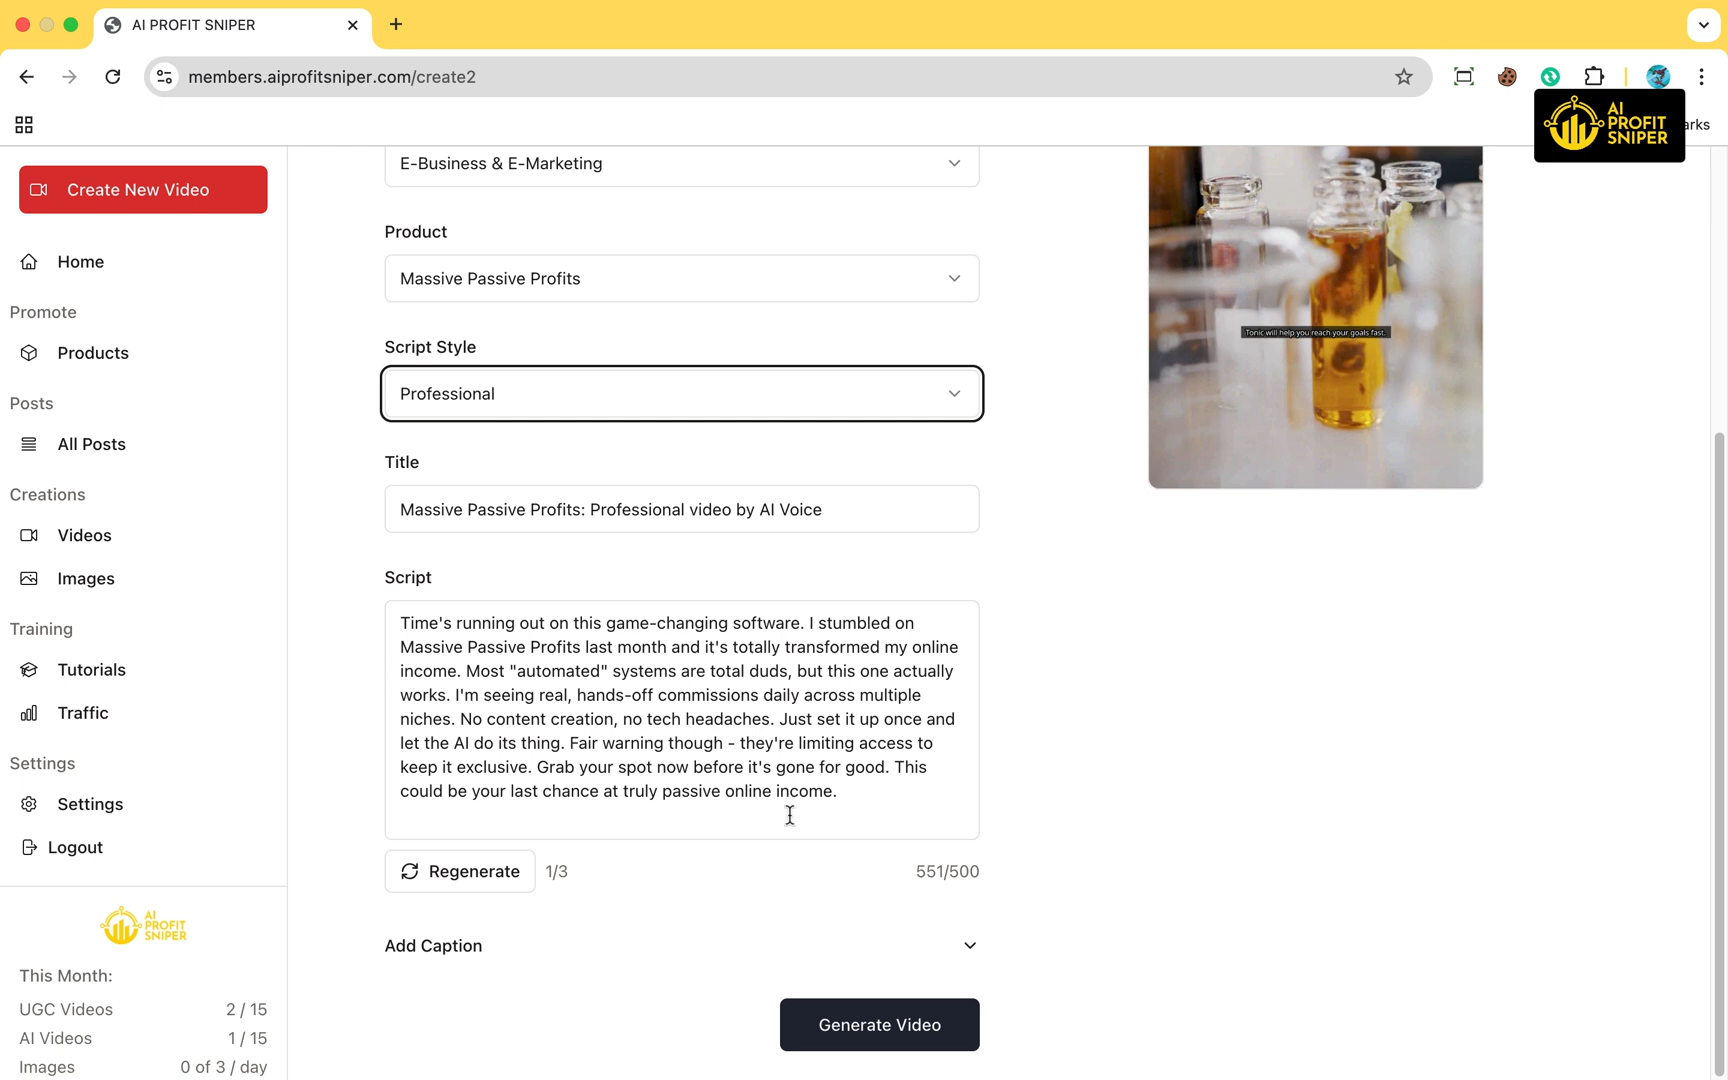 AI PROFIT SNIPER
members.aiprofitsniper.com/create2
AI
PROFIT
SNIPER
arks
Create New Video
Home
Promote
Products
Posts
All Posts
Creations
Videos
Images
Training
Tutorials
Traffic
Settings
Settings
Logout
AI
PROFIT
SNIPER
This Month:
UGC Videos 2 / 15
AI Videos 1 / 15
Images 0 of 3 / day
E-Business & E-Marketing
Product
Massive Passive Profits
Script Style
Professional
Title
Massive Passive Profits: Professional video by AI Voice
Script
Time's running out on this game-changing software. I stumbled on
Massive Passive Profits last month and it's totally transformed my online
income. Most "automated" systems are total duds, but this one actually
works. I'm seeing real, hands-off commissions daily across multiple
niches. No content creation, no tech headaches. Just set it up once and
let the AI do its thing. Fair warning though - they're limiting access to
keep it exclusive. Grab your spot now before it's gone for good. This
could be your last chance at truly passive online income.
Regenerate 1/3 551/500
Add Caption
Generate Video
Tonic will help you reach your goals fast.